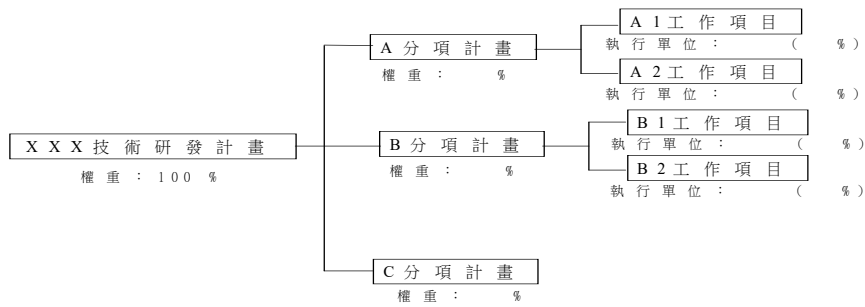 A 1 工作項目
執行單位： （ %）
A 分項計畫
權重： %
A 2 工作項目
執行單位： （ %）
B 1 工作項目
執行單位： （ %）
XXX技術研發計畫
權重：100 %
B 分項計畫
權重： %
B 2 工作項目
執行單位： （ %）
C 分項計畫
權重： %